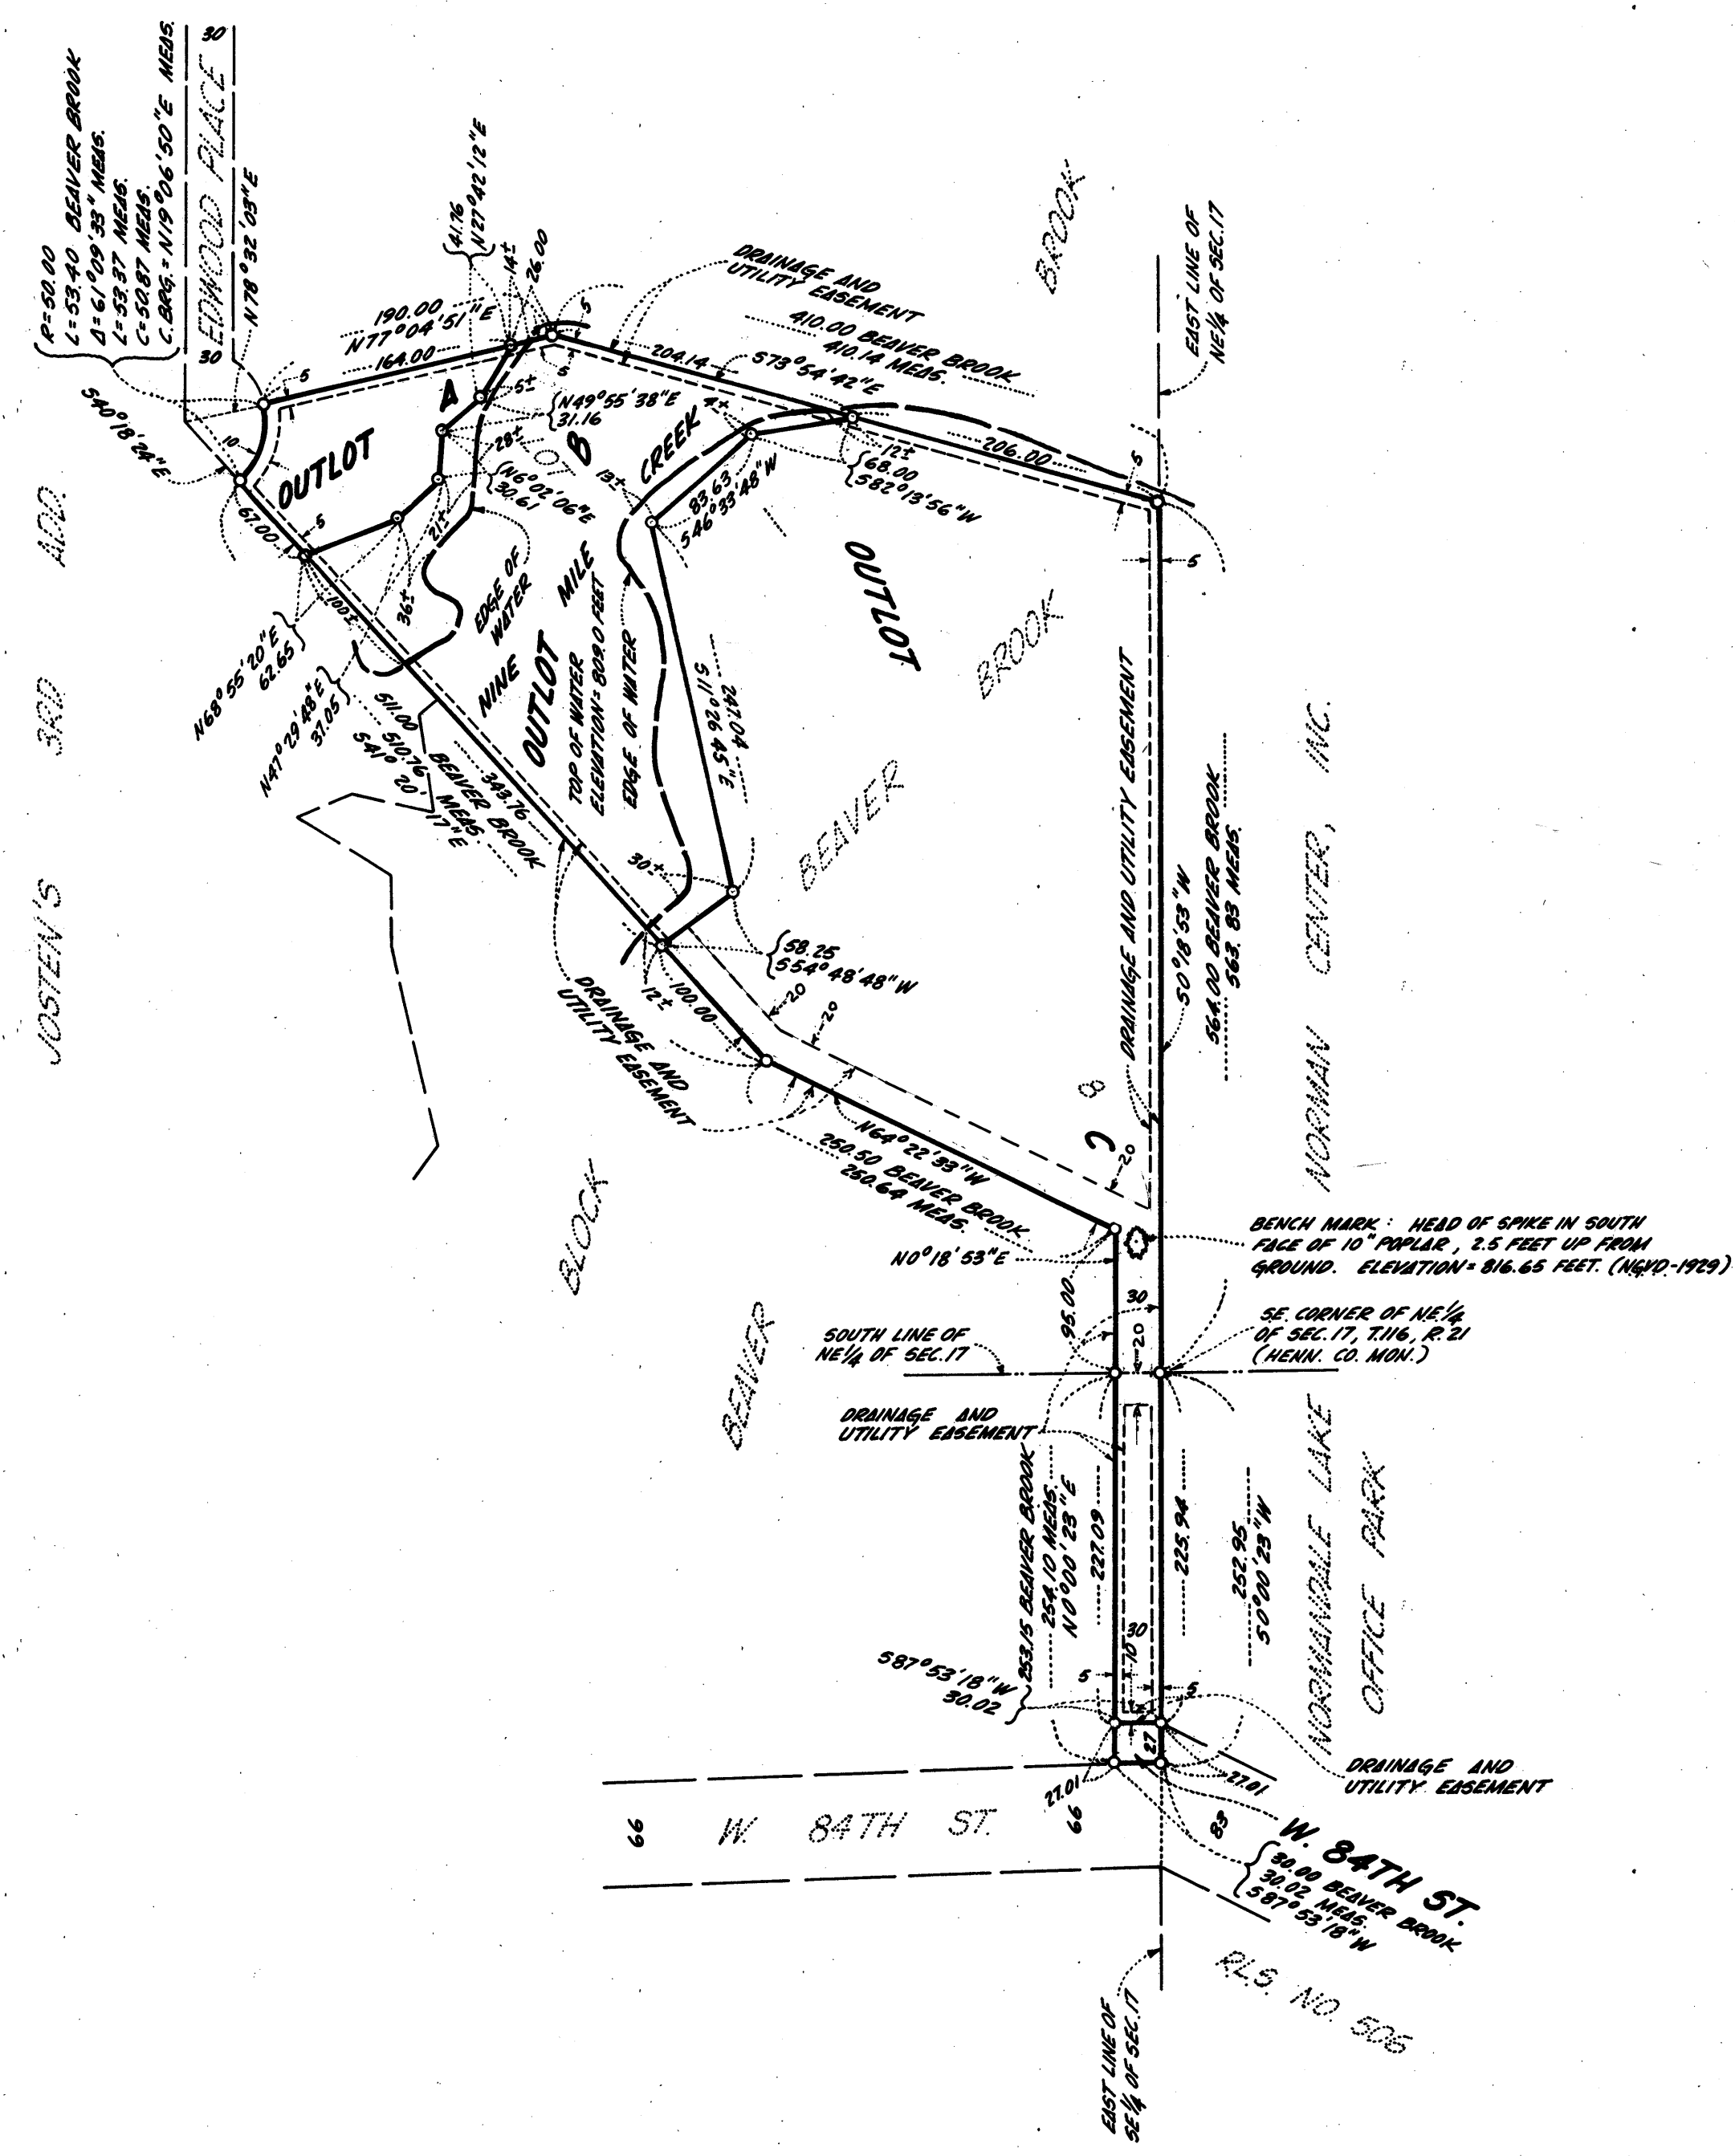 R=50.00
L=53.40 BEAVER BROOK
Δ=61°09'33" MEAS.
L=53.37 MEAS.
C=50.87 MEAS.
C.BRG.=N19°06'50"E MEAS.
30
EDWOOD PLACE
30
N78°32'03"E
S40°18'24"E
190.00
N77°04'51"E
164.00
41.76
N27°42'12"E
14±
26.00
5
DRAINAGE AND
UTILITY EASEMENT
410.00 BEAVER BROOK
410.14 MEAS.
204.14
S73°54'42"E
206.00
BROOK
EAST LINE OF
NE1/4 OF SEC.17
5
10
OUTLOT
A
5±
5
N49°55'38"E
31.16
28±
LOT
B
N6°02'06"E
30.61
21±
67.00
5
CREEK
13±
83.63
S46°33'48"W
12±
68.00
S82°13'56"W
5
5
JOSTEN'S 3RD ADD.
N68°55'20"E
62.65
N47°29'48"E
37.05
100±
36±
EDGE OF
WATER
NINE MILE
OUTLOT
TOP OF WATER
ELEVATION=809.0 FEET
EDGE OF WATER
511.00 BEAVER BROOK
510.76 MEAS.
S41°20'17"E
343.76
247.04
S11°26'45"E
OUTLOT
BROOK
BEAVER
30±
58.25
S54°48'48"W
12±
100.00
20
20
DRAINAGE AND
UTILITY EASEMENT
DRAINAGE AND UTILITY EASEMENT
S0°18'53"W
564.00 BEAVER BROOK
563.83 MEAS.
NORMAN CENTER, INC.
8
C
20
N64°22'33"W
250.50 BEAVER BROOK
250.64 MEAS.
N0°18'53"E
BLOCK
BEAVER
BENCH MARK: HEAD OF SPIKE IN SOUTH
FACE OF 10" POPLAR, 2.5 FEET UP FROM
GROUND. ELEVATION=816.65 FEET. (NGVD-1929)
95.00
30
20
SE. CORNER OF NE.1/4
OF SEC.17, T.116, R.21
(HENN. CO. MON.)
SOUTH LINE OF
NE1/4 OF SEC.17
DRAINAGE AND
UTILITY EASEMENT
253.15 BEAVER BROOK
254.10 MEAS.
N0°00'23"E
227.09
225.94
252.95
S0°00'23"W
NORMANDALE LAKE
OFFICE PARK
30
10
5
5
S87°53'18"W
30.02
27
27.01
27.01
DRAINAGE AND
UTILITY EASEMENT
66
W. 84TH ST.
66
83
W. 84TH ST.
30.00 BEAVER BROOK
30.02 MEAS.
S87°53'18"W
R.L.S. NO. 506
EAST LINE OF
SE1/4 OF SEC.17